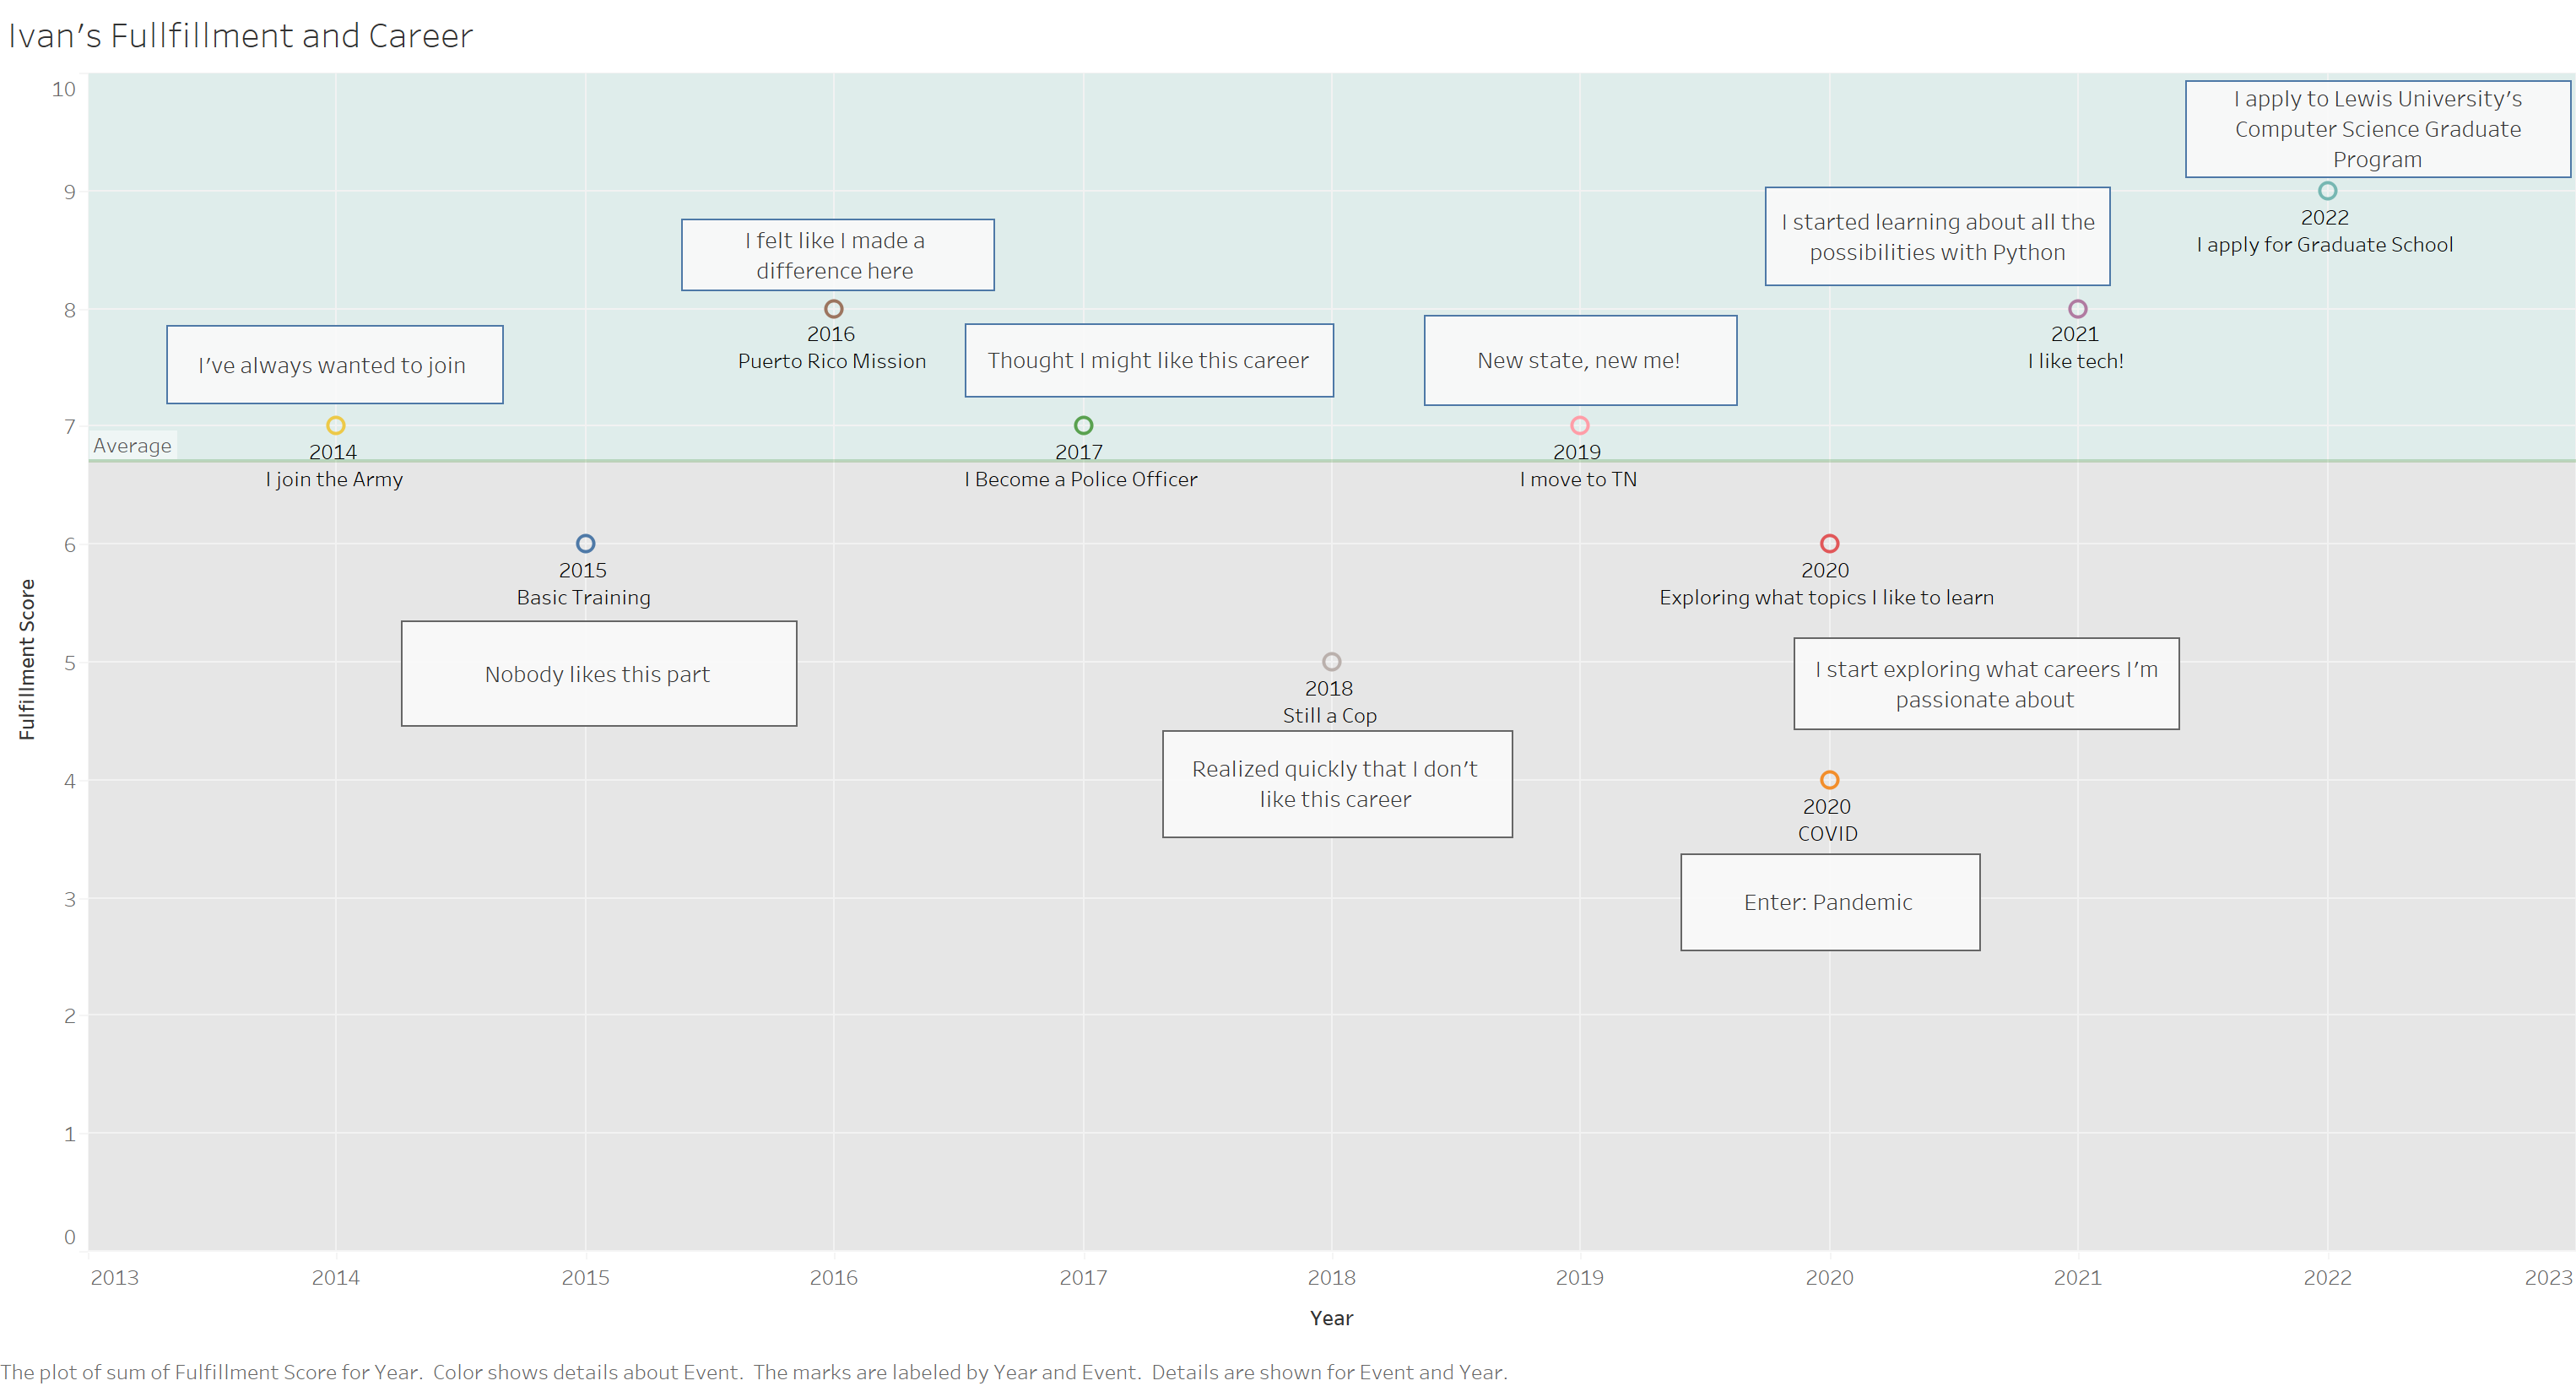 Ivan's Fullfillment and Career
10
9
8
7
6
5
4
3
2
1
0
Fulfillment Score
Average
I've always wanted to join
2014
I join the Army
2015
Basic Training
Nobody likes this part
I felt like I made a
difference here
2016
Puerto Rico Mission
Thought I might like this career
2017
I Become a Police Officer
2018
Still a Cop
Realized quickly that I don't
like this career
New state, new me!
2019
I move to TN
2020
Exploring what topics I like to learn
I start exploring what careers I'm
passionate about
2020
COVID
Enter: Pandemic
I started learning about all the
possibilities with Python
2021
I like tech!
I apply to Lewis University's
Computer Science Graduate
Program
2022
I apply for Graduate School
2013
2014
2015
2016
2017
2018
2019
2020
2021
2022
2023
Year
The plot of sum of Fulfillment Score for Year. Color shows details about Event. The marks are labeled by Year and Event. Details are shown for Event and Year.